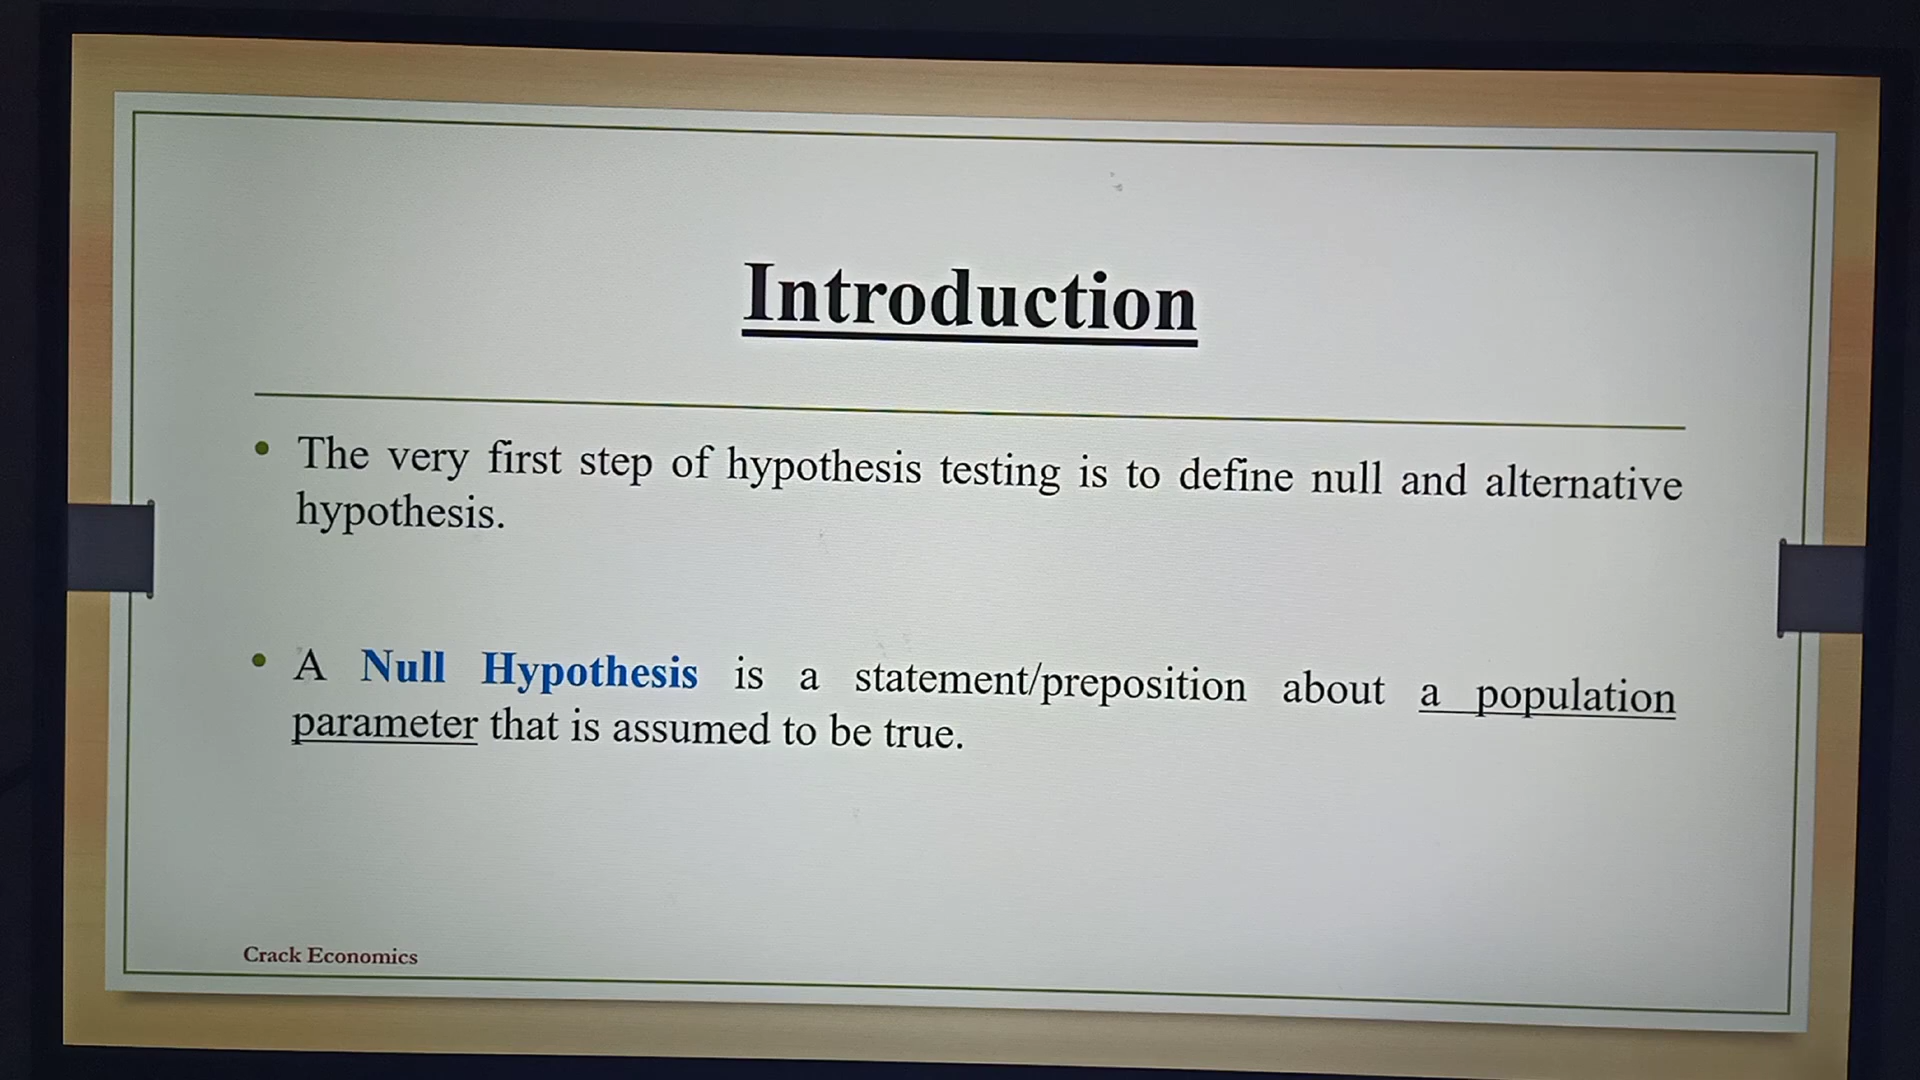 Introduction
• The very first step of hypothesis testing is to define null and alternative
hypothesis.
• A Null Hypothesis is a statement/preposition about a population
parameter that is assumed to be true.
Crack Economics